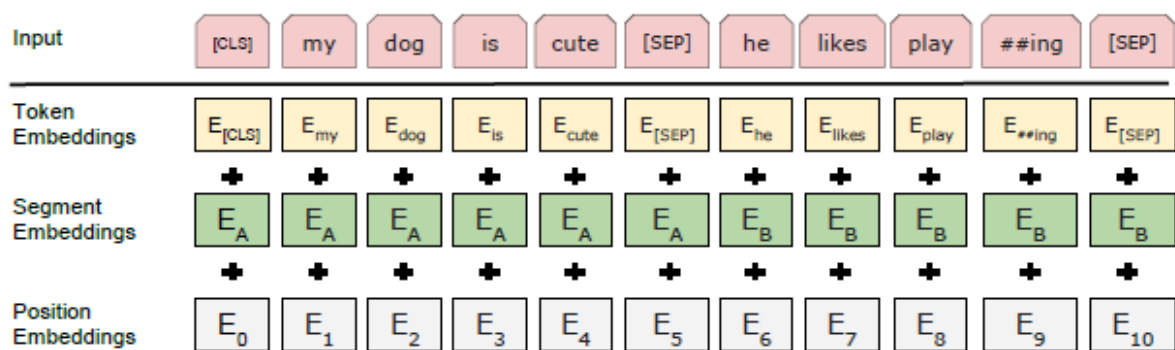 Input [CLS] my dog is cute [SEP] he likes play ##ing [SEP]
Token
Embeddings E[CLS] Emy Edog Eis Ecute E[SEP] Ehe Elikes Eplay E##ing E[SEP]
+ + + + + + + + + + +
Segment
Embeddings EA EA EA EA EA EA EB EB EB EB EB
+ + + + + + + + + + +
Position
Embeddings E0 E1 E2 E3 E4 E5 E6 E7 E8 E9 E10